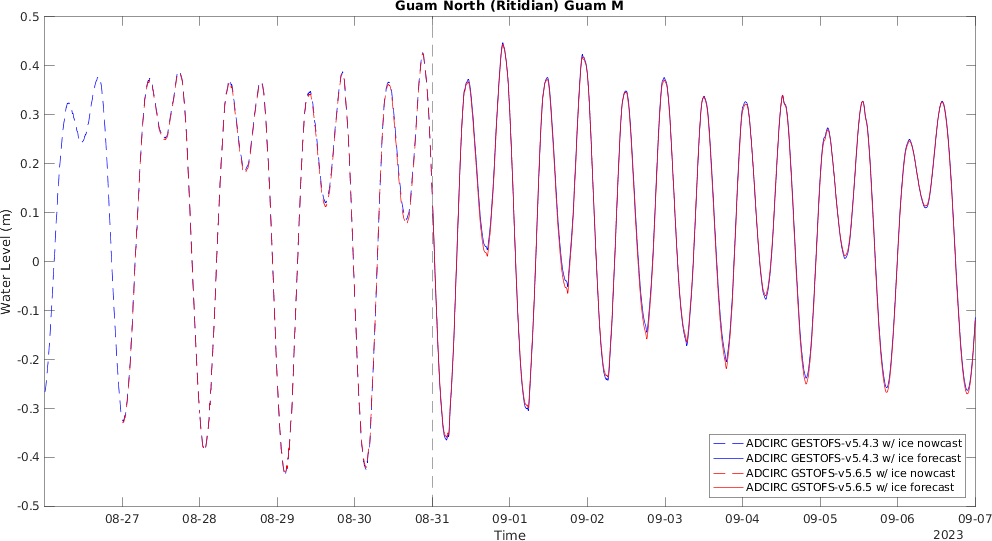 Guam North (Ritidian) Guam M
0.5
0.4
0.3
0.2
0.1
0
-0.1
-0.2
-0.3
-0.4
-0.5
Water Level (m)
ADCIRC GESTOFS-v5.4.3 w/ ice nowcast
ADCIRC GESTOFS-v5.4.3 w/ ice forecast
ADCIRC GSTOFS-v5.6.5 w/ ice nowcast
ADCIRC GSTOFS-v5.6.5 w/ ice forecast
08-27 08-28 08-29 08-30 08-31 09-01 09-02 09-03 09-04 09-05 09-06 09-07
Time
2023